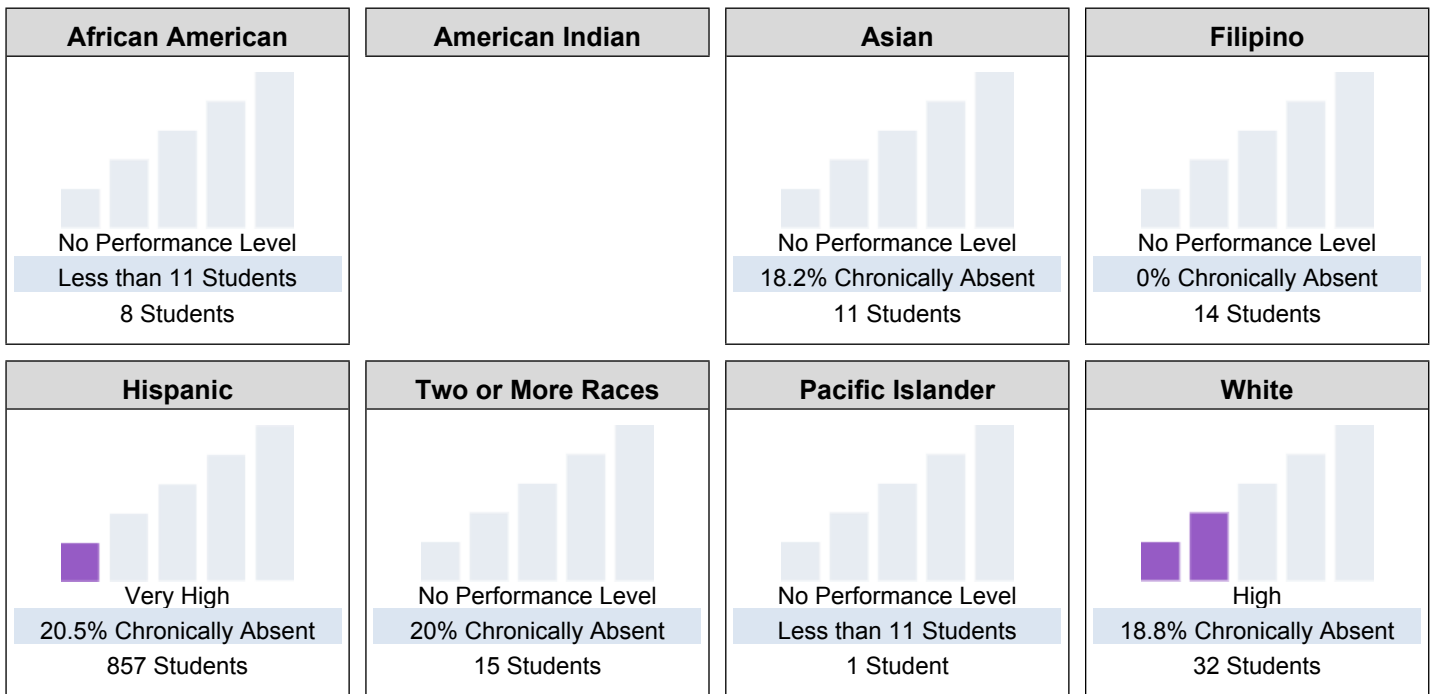 African American
No Performance Level
Less than 11 Students
8 Students
American Indian
Asian
No Performance Level
18.2% Chronically Absent
11 Students
Filipino
No Performance Level
0% Chronically Absent
14 Students
Hispanic
Very High
20.5% Chronically Absent
857 Students
Two or More Races
No Performance Level
20% Chronically Absent
15 Students
Pacific Islander
No Performance Level
Less than 11 Students
1 Student
White
High
18.8% Chronically Absent
32 Students